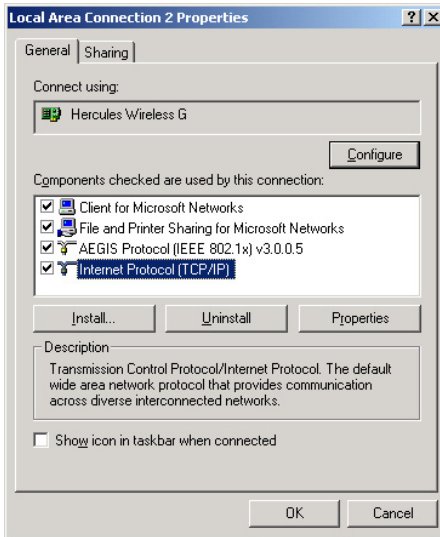 Local Area Connection 2 Properties
General Sharing
Connect using:
Hercules Wireless G
Configure
Components checked are used by this connection:
Client for Microsoft Networks
File and Printer Sharing for Microsoft Networks
AEGIS Protocol (IEEE 802.1x) v3.0.0.5
Internet Protocol (TCP/IP)
Install... Uninstall Properties
Description
Transmission Control Protocol/Internet Protocol. The default
wide area network protocol that provides communication
across diverse interconnected networks.
Show icon in taskbar when connected
OK Cancel